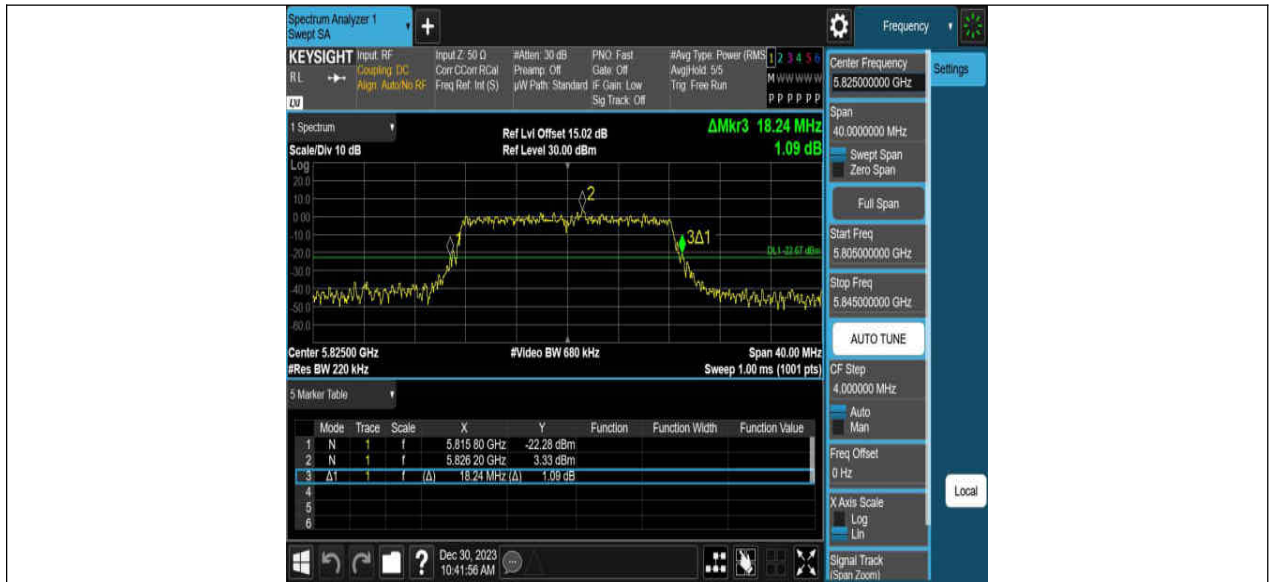 Spectrum Analyzer 1
Swept SA
+
Frequency
KEYSIGHT
RL
LXI
Input: RF
Coupling: DC
Align: Auto/No RF
Input Z: 50 Ω
Corr CCorr RCal
Freq Ref: Int (S)
#Atten: 30 dB
Preamp: Off
µW Path: Standard
PNO: Fast
Gate: Off
IF Gain: Low
Sig Track: Off
#Avg Type: Power (RMS
Avg|Hold: 5/5
Trig: Free Run
1 2 3 4 5 6
M W W W W W
P P P P P P
Center Frequency
5.825000000 GHz
Settings
Span
40.0000000 MHz
Swept Span
Zero Span
Full Span
Start Freq
5.805000000 GHz
Stop Freq
5.845000000 GHz
AUTO TUNE
CF Step
4.000000 MHz
Auto
Man
Freq Offset
0 Hz
X Axis Scale
Log
Lin
Signal Track
(Span Zoom)
Local
1 Spectrum
Scale/Div 10 dB
Ref Lvl Offset 15.02 dB
Ref Level 30.00 dBm
ΔMkr3 18.24 MHz
1.09 dB
Log
20.0
10.0
0.00
-10.0
-20.0
-30.0
-40.0
-50.0
-60.0
2
3Δ1
DL1 -22.67 dBm
Center 5.82500 GHz
#Video BW 680 kHz
Span 40.00 MHz
#Res BW 220 kHz
Sweep 1.00 ms (1001 pts)
5 Marker Table
Mode Trace Scale X Y Function Function Width Function Value
1 N 1 f 5.815 80 GHz -22.28 dBm
2 N 1 f 5.826 20 GHz 3.33 dBm
3 Δ1 1 f (Δ) 18.24 MHz (Δ) 1.09 dB
4
5
6
?
Dec 30, 2023
10:41:56 AM